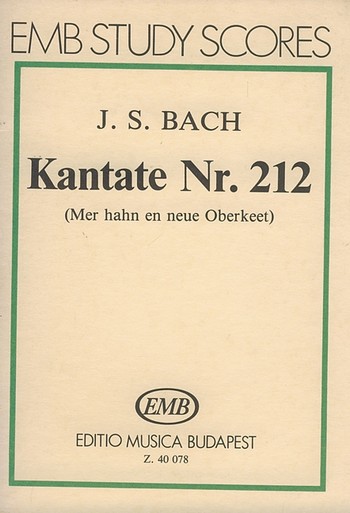 EMB STUDY SCORES
J. S. BACH
Kantate Nr. 212
(Mer hahn en neue Oberkeet)
EMB
EDITIO MUSICA BUDAPEST
Z. 40 078